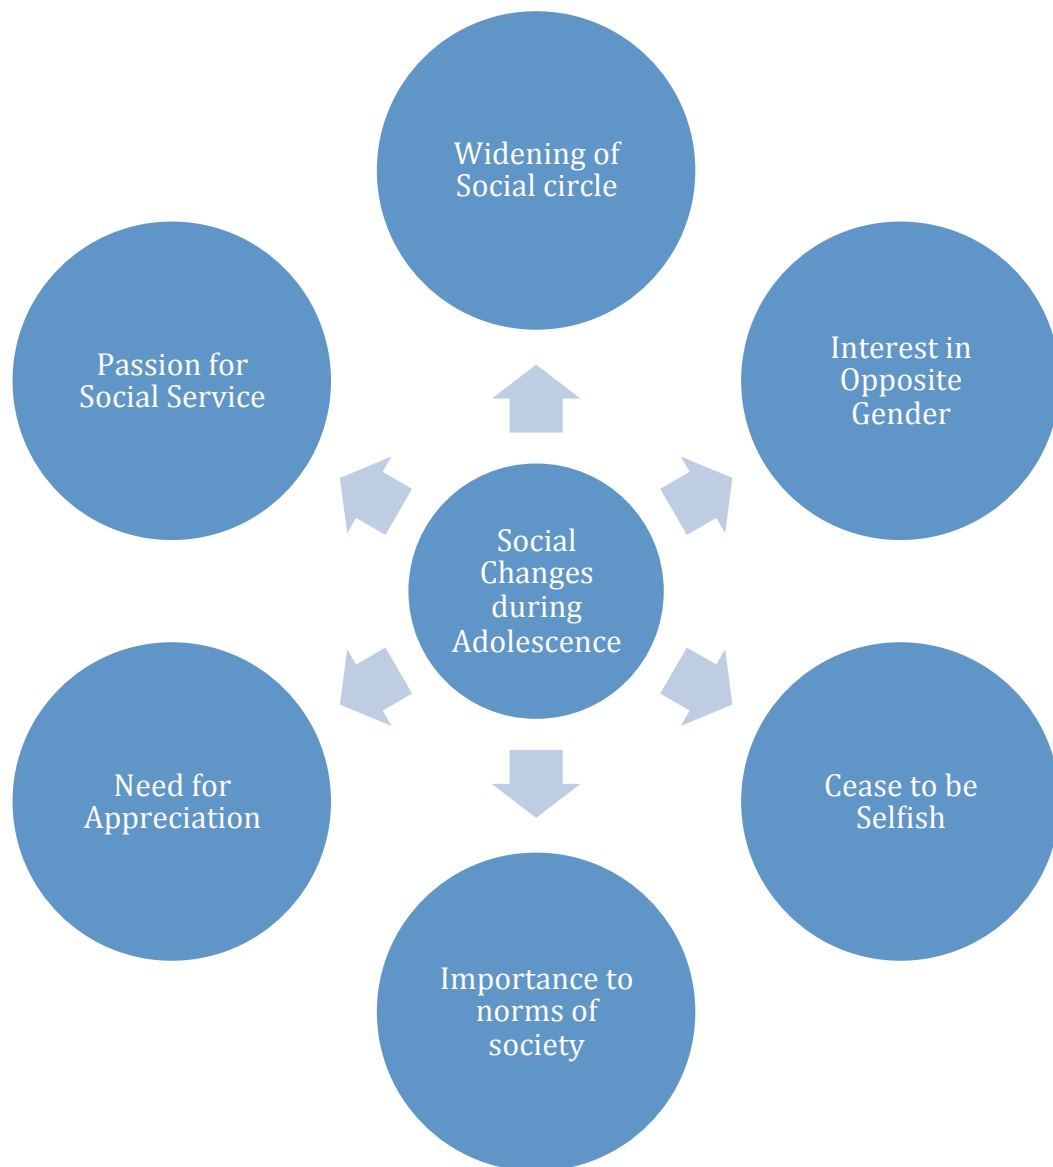 Widening of
Social circle
Passion for
Social Service
Interest in
Opposite
Gender
Social
Changes
during
Adolescence
Need for
Appreciation
Cease to be
Selfish
Importance to
norms of
society